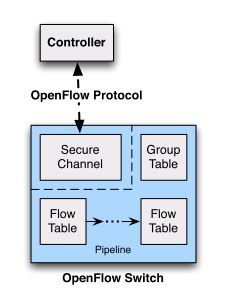 Controller
OpenFlow Protocol
Secure
Channel
Group
Table
Flow
Table
...
Flow
Table
Pipeline
OpenFlow Switch